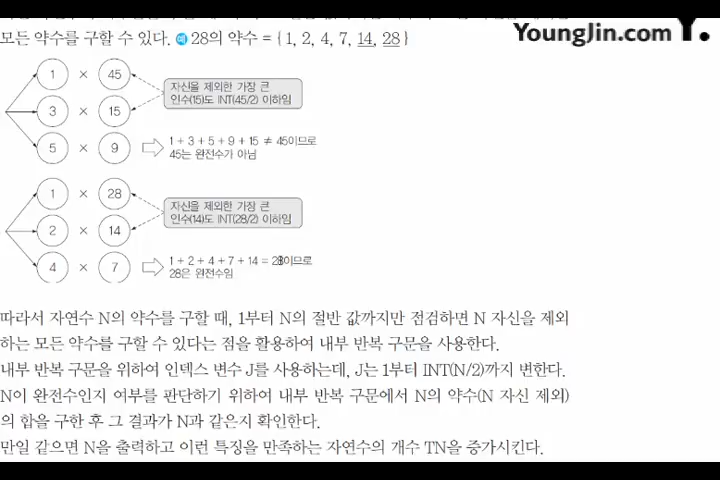 모든 약수를 구할 수 있다. 예 28의 약수 = { 1, 2, 4, 7, 14, 28 }
YoungJin.com Y.
1 × 45
자신을 제외한 가장 큰
인수(15)도 INT(45/2) 이하임
3 × 15
5 × 9
1 + 3 + 5 + 9 + 15 ≠ 45이므로
45는 완전수가 아님
1 × 28
자신을 제외한 가장 큰
인수(14)도 INT(28/2) 이하임
2 × 14
4 × 7
1 + 2 + 4 + 7 + 14 = 28이므로
28은 완전수임
따라서 자연수 N의 약수를 구할 때, 1부터 N의 절반 값까지만 점검하면 N 자신을 제외
하는 모든 약수를 구할 수 있다는 점을 활용하여 내부 반복 구문을 사용한다.
내부 반복 구문을 위하여 인덱스 변수 J를 사용하는데, J는 1부터 INT(N/2)까지 변한다.
N이 완전수인지 여부를 판단하기 위하여 내부 반복 구문에서 N의 약수(N 자신 제외)
의 합을 구한 후 그 결과가 N과 같은지 확인한다.
만일 같으면 N을 출력하고 이런 특징을 만족하는 자연수의 개수 TN을 증가시킨다.